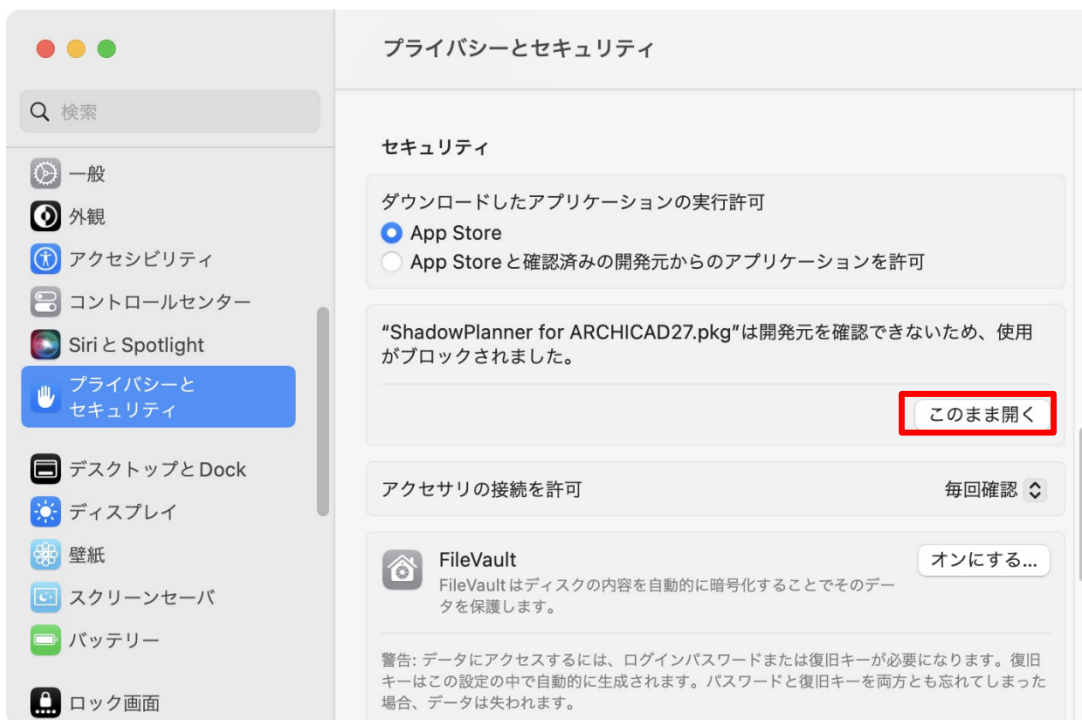 プライバシーとセキュリティ
検索
一般
外観
アクセシビリティ
コントロールセンター
Siri と Spotlight
プライバシーと
セキュリティ
デスクトップと Dock
ディスプレイ
壁紙
スクリーンセーバ
バッテリー
ロック画面
セキュリティ
ダウンロードしたアプリケーションの実行許可
App Store
App Store と確認済みの開発元からのアプリケーションを許可
“ShadowPlanner for ARCHICAD27.pkg”は開発元を確認できないため、使用
がブロックされました。
このまま開く
アクセサリの接続を許可
毎回確認
FileVault
オンにする...
FileVault はディスクの内容を自動的に暗号化することでそのデー
タを保護します。
警告: データにアクセスするには、ログインパスワードまたは復旧キーが必要になります。復旧
キーはこの設定の中で自動的に生成されます。パスワードと復旧キーを両方とも忘れてしまった
場合、データは失われます。